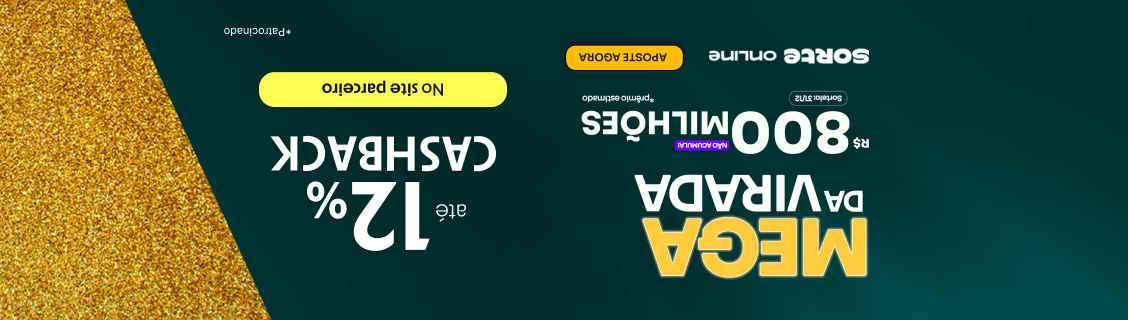 MEGA
DA VIRADA
NÃO ACUMULA!
R$ 800 MILHÕES
Sorteio: 31/12
*prêmio estimado
sorte online
APOSTE AGORA
até 12%
CASHBACK
No site parceiro
*Patrocinado